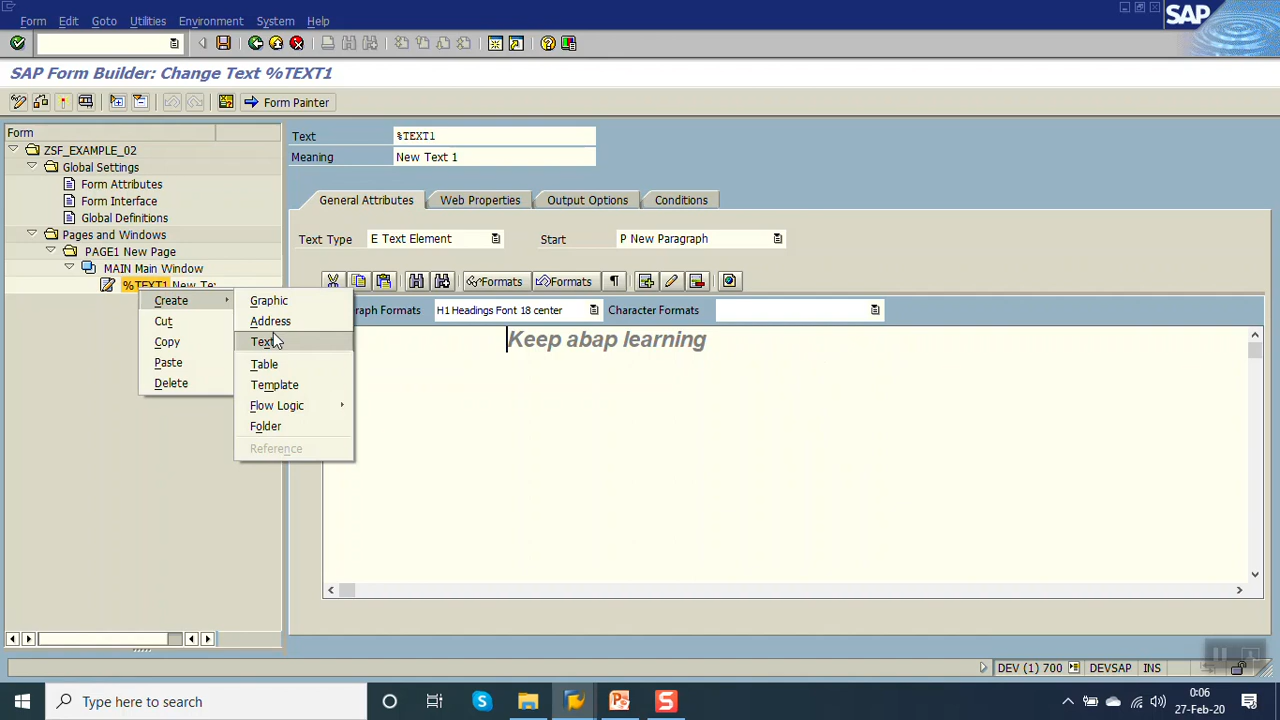 Form Edit Goto Utilities Environment System Help
SAP
SAP Form Builder: Change Text %TEXT1
Form Painter
Form
ZSF_EXAMPLE_02
Global Settings
Form Attributes
Form Interface
Global Definitions
Pages and Windows
PAGE1 New Page
MAIN Main Window
%TEXT1 New Te
Create
Cut
Copy
Paste
Delete
Graphic
Address
Text
Table
Template
Flow Logic
Folder
Reference
Text %TEXT1
Meaning New Text 1
General Attributes Web Properties Output Options Conditions
Text Type E Text Element Start P New Paragraph
Formats Formats ¶
graph Formats H1 Headings Font 18 center Character Formats
Keep abap learning
DEV (1) 700 DEVSAP INS
Type here to search
0:06
27-Feb-20